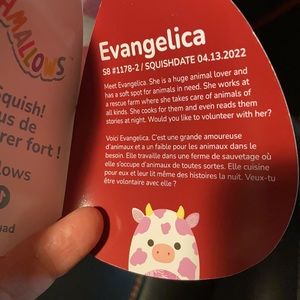 MALLOWS
quish!
us de
rer fort !
lows
uad
Evangelica
S8 #1178-2 / SQUISHDATE 04.13.2022
Meet Evangelica. She is a huge animal lover and
has a soft spot for animals in need. She works at
a rescue farm where she takes care of animals of
all kinds. She cooks for them and even reads them
stories at night. Would you like to volunteer with her?
Voici Evangelica. C'est une grande amoureuse
d'animaux et a un faible pour les animaux dans le
besoin. Elle travaille dans une ferme de sauvetage où
elle s'occupe d'animaux de toutes sortes. Elle cuisine
pour eux et leur lit même des histoires la nuit. Veux-tu
être volontaire avec elle ?